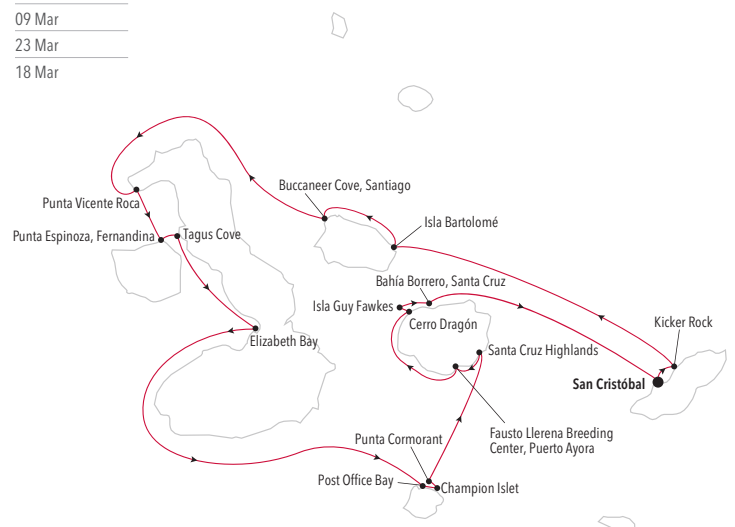 09 Mar
23 Mar
18 Mar
Buccaneer Cove, Santiago
Punta Vicente Roca
Isla Bartolomé
Punta Espinoza, Fernandina
Tagus Cove
Bahía Borrero, Santa Cruz
Isla Guy Fawkes
Cerro Dragón
Kicker Rock
Elizabeth Bay
Santa Cruz Highlands
San Cristóbal
Fausto Llerena Breeding
Center, Puerto Ayora
Punta Cormorant
Post Office Bay
Champion Islet